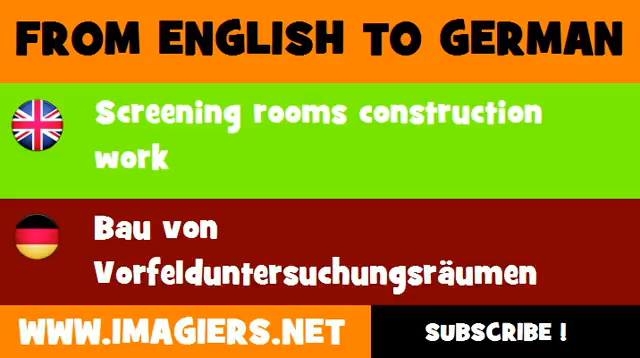 FROM ENGLISH TO GERMAN
Screening rooms construction
work
Bau von
Vorfelduntersuchungsräumen
WWW.IMAGIERS.NET
SUBSCRIBE !